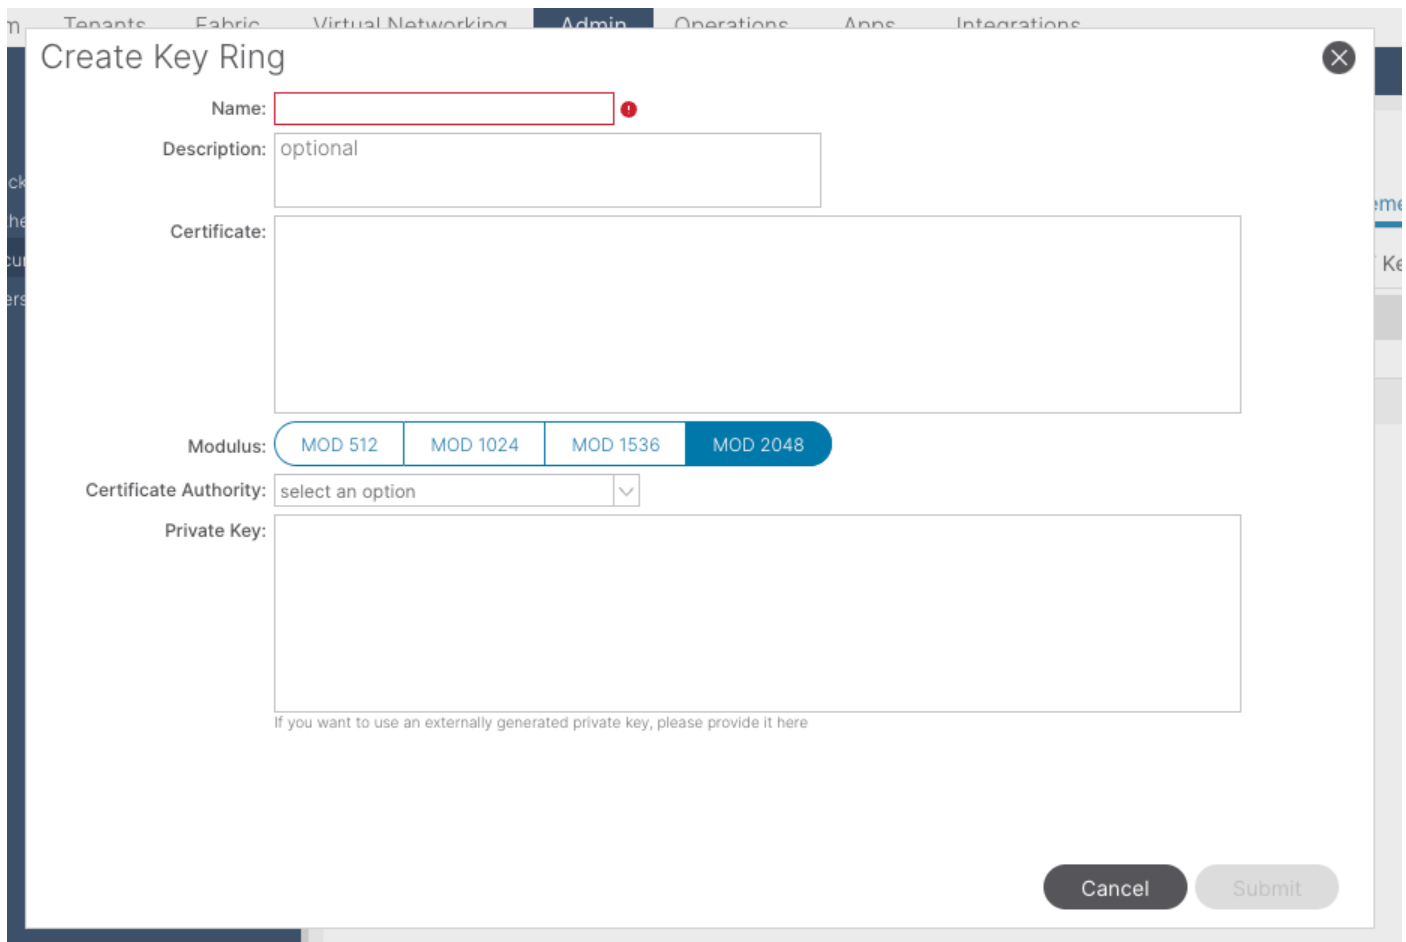 Tenants Fabric Virtual Networking Admin Operations Apps Integrations
Create Key Ring
Name:
Description: optional
Certificate:
Modulus: MOD 512 MOD 1024 MOD 1536 MOD 2048
Certificate Authority: select an option
Private Key:
If you want to use an externally generated private key, please provide it here
Cancel Submit